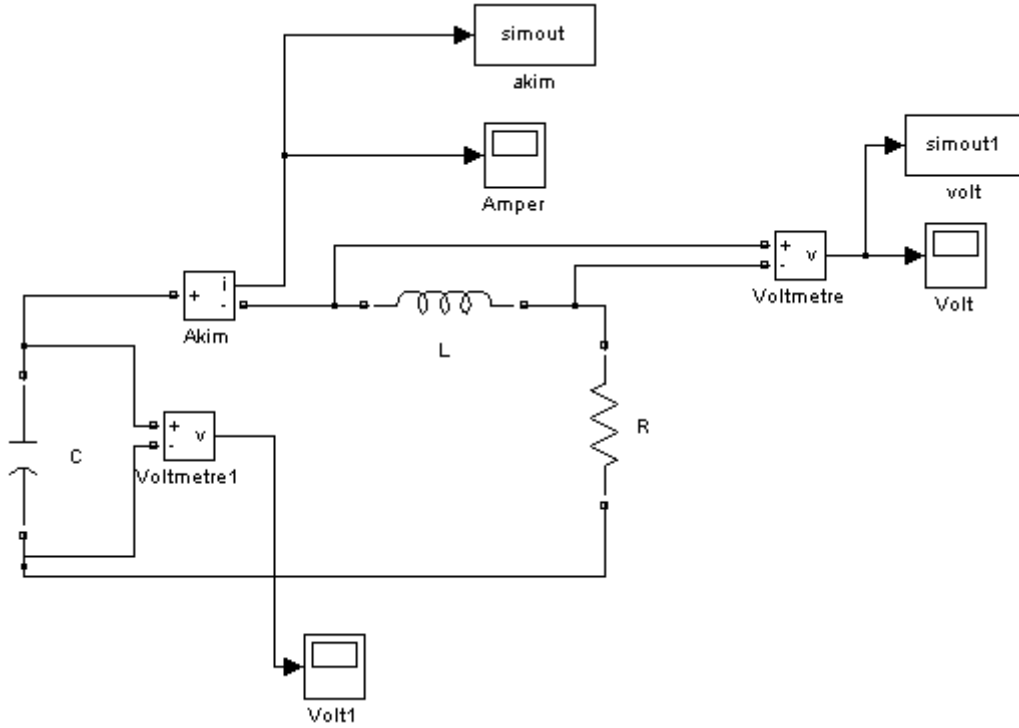 simout
akim
Amper
simout1
volt
+ v
-
Voltmetre
Volt
i
+ -
Akim
L
R
+ v
-
C
Voltmetre1
Volt1